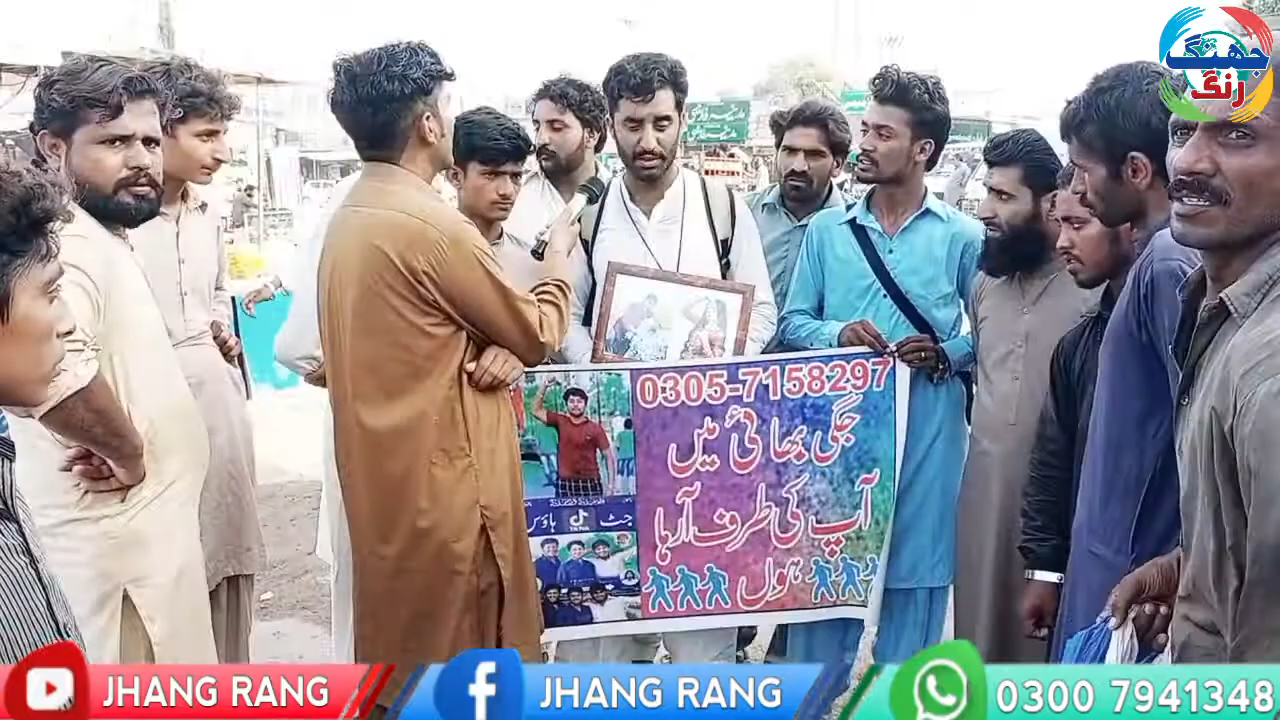 جھنگ
رنگ
0305-7158297
جگی بھائی میں
آپ کی طرف آرہا
ہوں
جٹ TikTok ہاؤس
JHANG RANG
JHANG RANG
0300 7941348